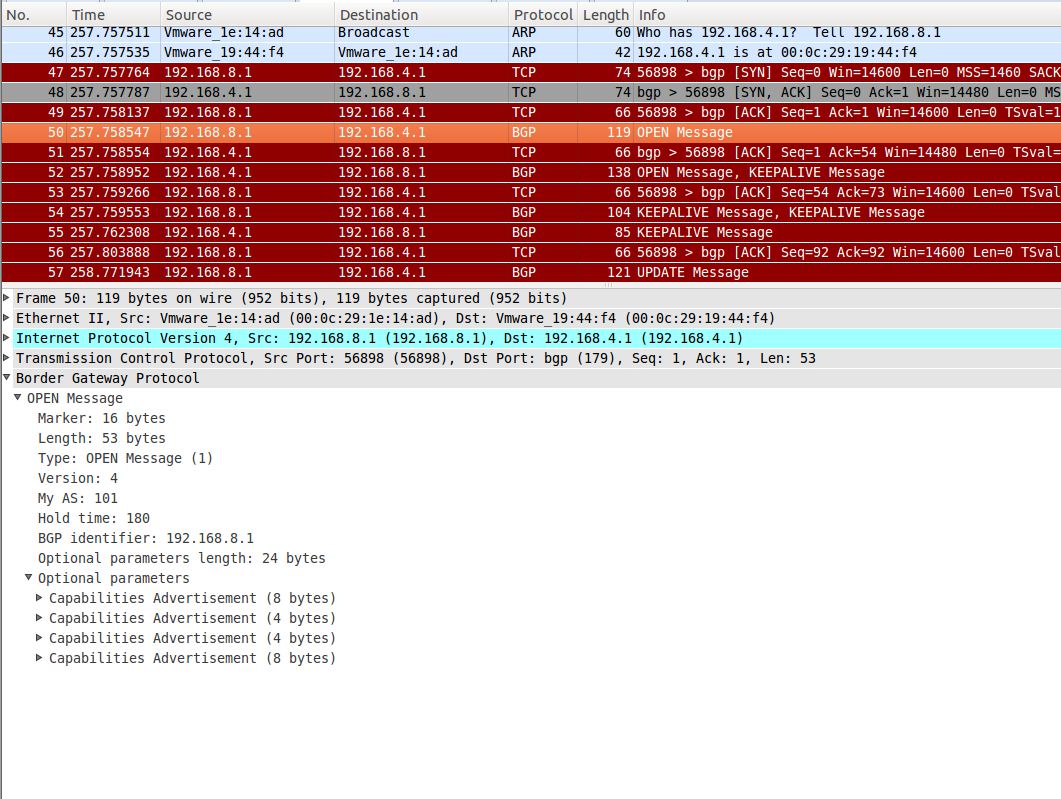 No. Time Source Destination Protocol Length Info
45 257.757511 Vmware_1e:14:ad Broadcast ARP 60 Who has 192.168.4.1? Tell 192.168.8.1
46 257.757535 Vmware_19:44:f4 Vmware_1e:14:ad ARP 42 192.168.4.1 is at 00:0c:29:19:44:f4
47 257.757764 192.168.8.1 192.168.4.1 TCP 74 56898 > bgp [SYN] Seq=0 Win=14600 Len=0 MSS=1460 SACK
48 257.757787 192.168.4.1 192.168.8.1 TCP 74 bgp > 56898 [SYN, ACK] Seq=0 Ack=1 Win=14480 Len=0 MS
49 257.758137 192.168.8.1 192.168.4.1 TCP 66 56898 > bgp [ACK] Seq=1 Ack=1 Win=14600 Len=0 TSval=1
50 257.758547 192.168.8.1 192.168.4.1 BGP 119 OPEN Message
51 257.758554 192.168.4.1 192.168.8.1 TCP 66 bgp > 56898 [ACK] Seq=1 Ack=54 Win=14480 Len=0 TSval=
52 257.758952 192.168.4.1 192.168.8.1 BGP 138 OPEN Message, KEEPALIVE Message
53 257.759266 192.168.8.1 192.168.4.1 TCP 66 56898 > bgp [ACK] Seq=54 Ack=73 Win=14600 Len=0 TSval
54 257.759553 192.168.8.1 192.168.4.1 BGP 104 KEEPALIVE Message, KEEPALIVE Message
55 257.762308 192.168.4.1 192.168.8.1 BGP 85 KEEPALIVE Message
56 257.803888 192.168.8.1 192.168.4.1 TCP 66 56898 > bgp [ACK] Seq=92 Ack=92 Win=14600 Len=0 TSval
57 258.771943 192.168.8.1 192.168.4.1 BGP 121 UPDATE Message
Frame 50: 119 bytes on wire (952 bits), 119 bytes captured (952 bits)
Ethernet II, Src: Vmware_1e:14:ad (00:0c:29:1e:14:ad), Dst: Vmware_19:44:f4 (00:0c:29:19:44:f4)
Internet Protocol Version 4, Src: 192.168.8.1 (192.168.8.1), Dst: 192.168.4.1 (192.168.4.1)
Transmission Control Protocol, Src Port: 56898 (56898), Dst Port: bgp (179), Seq: 1, Ack: 1, Len: 53
Border Gateway Protocol
OPEN Message
Marker: 16 bytes
Length: 53 bytes
Type: OPEN Message (1)
Version: 4
My AS: 101
Hold time: 180
BGP identifier: 192.168.8.1
Optional parameters length: 24 bytes
Optional parameters
Capabilities Advertisement (8 bytes)
Capabilities Advertisement (4 bytes)
Capabilities Advertisement (4 bytes)
Capabilities Advertisement (8 bytes)